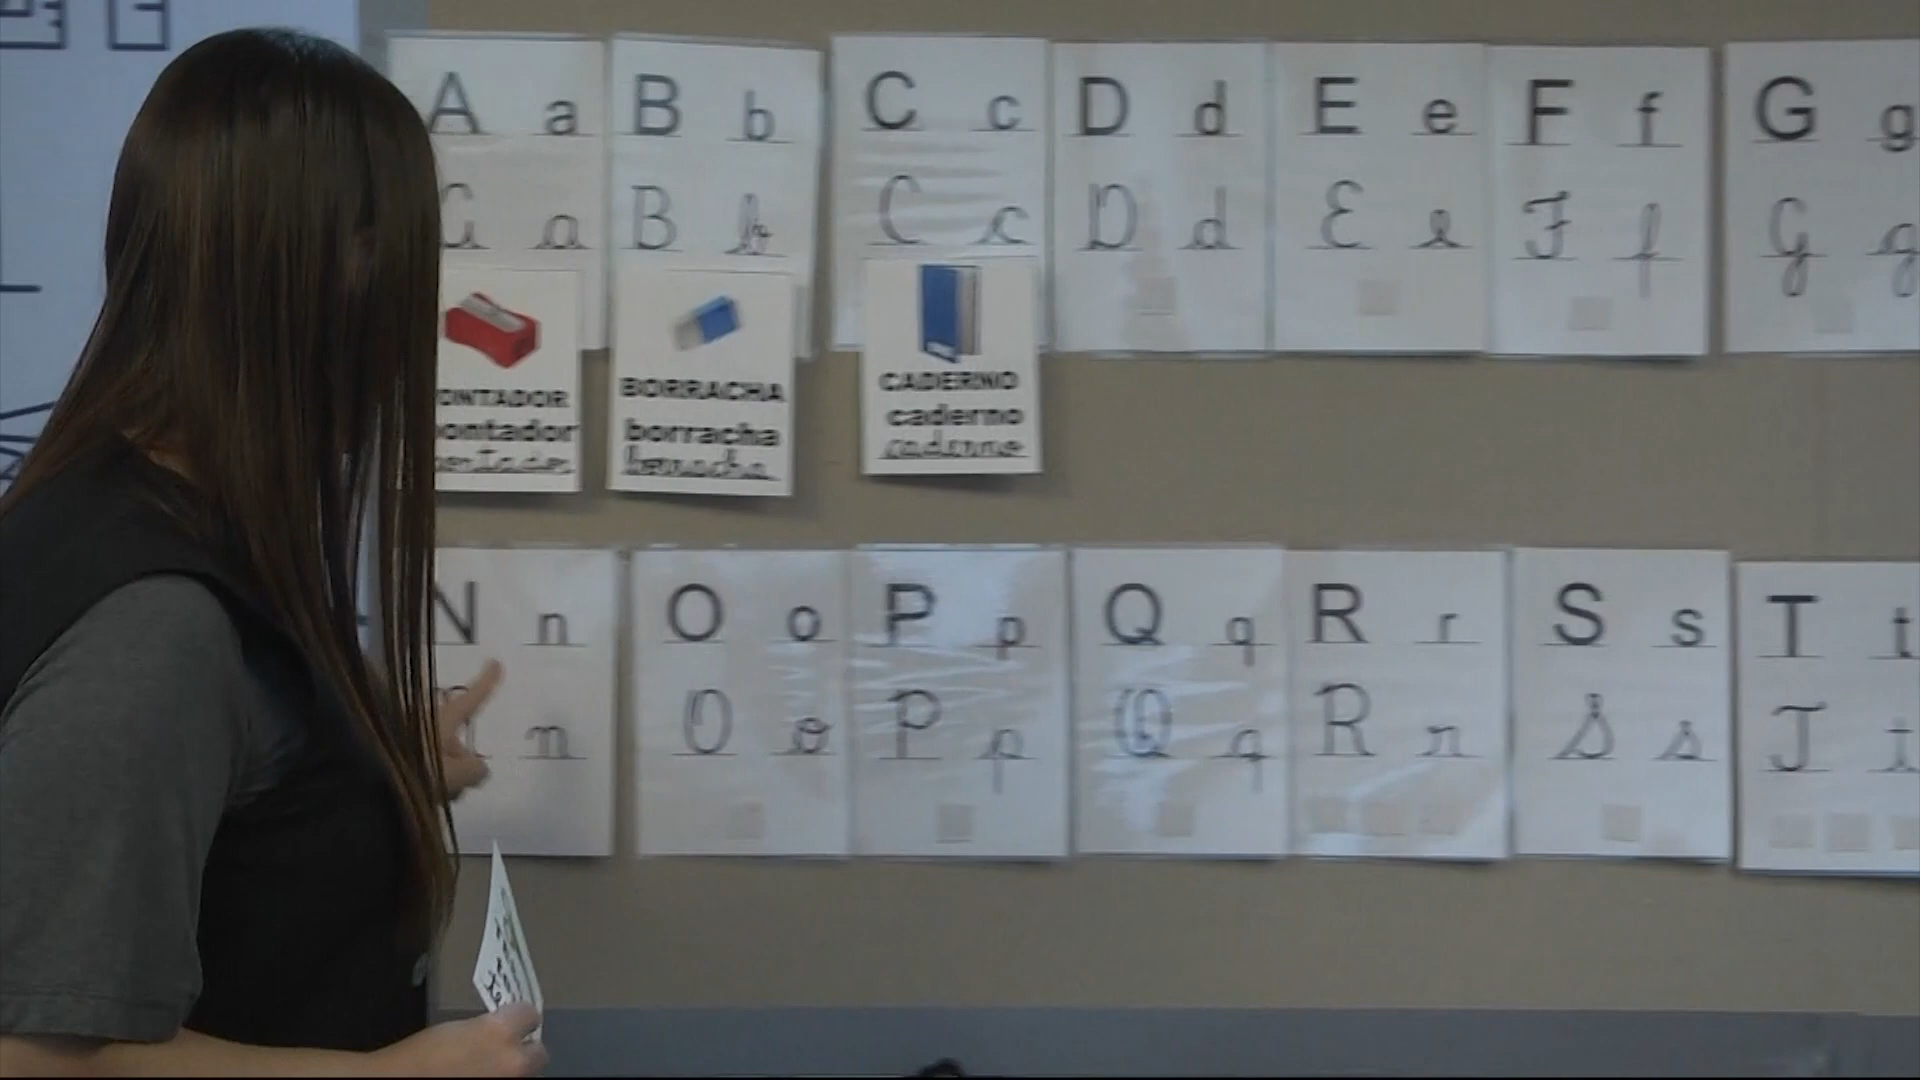 A a B b C c D d E e F f G g
a B b C c D d E e F f G g
ONTADOR BORRACHA CADERNO
ontador borracha caderno
borracha caderno
N n O o P p Q q R r S s T t
n O o P p Q q R r S s T t